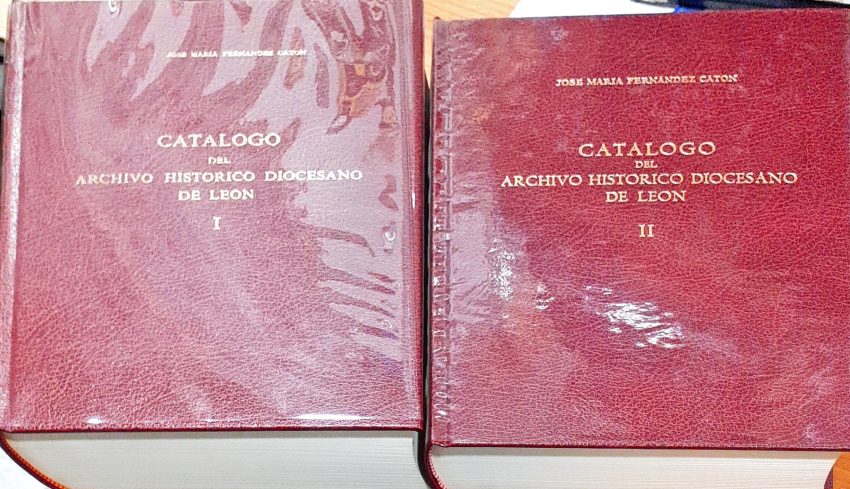 JOSE MARIA FERNANDEZ CATON
CATALOGO
DEL
ARCHIVO HISTORICO DIOCESANO
DE LEON
I
JOSE MARIA FERNANDEZ CATON
CATALOGO
DEL
ARCHIVO HISTORICO DIOCESANO
DE LEON
II